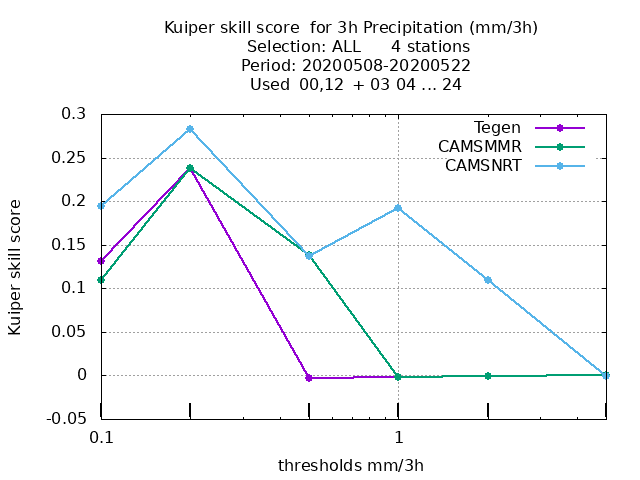 Kuiper skill score  for 3h Precipitation (mm/3h)
Selection: ALL      4 stations
Period: 20200508-20200522
Used  00,12  + 03 04 ... 24
0.3
0.25
0.2
0.15
0.1
0.05
0
-0.05
Kuiper skill score
Tegen
CAMSMMR
CAMSNRT
0.1
1
thresholds mm/3h